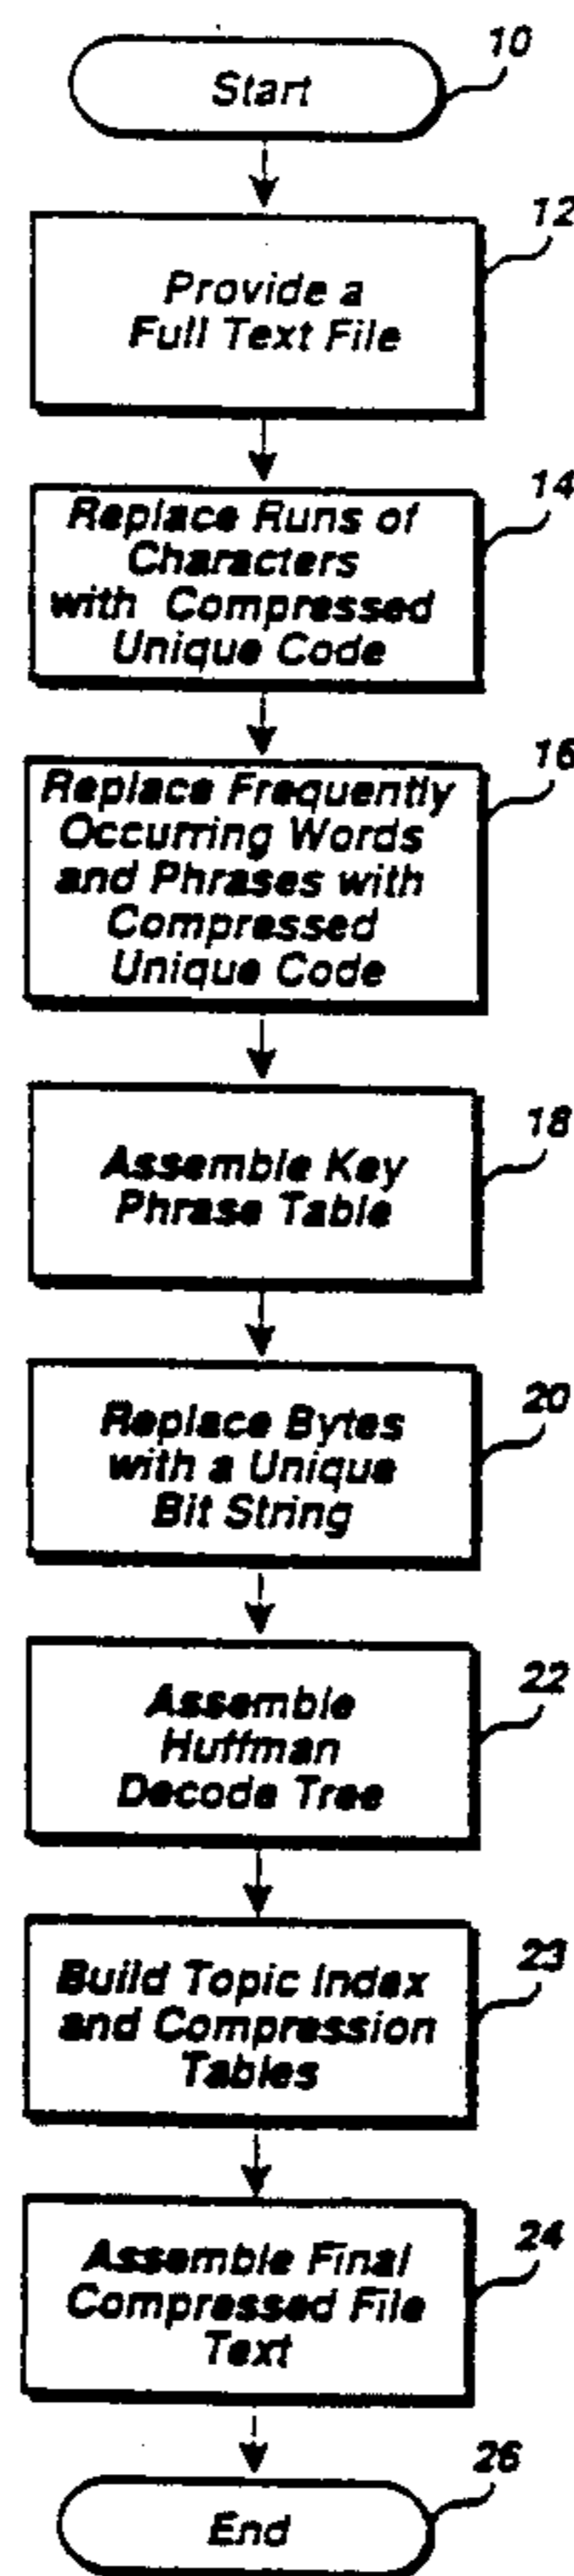 10
Start
12
Provide a
Full Text File
14
Replace Runs of
Characters
with Compressed
Unique Code
16
Replace Frequently
Occurring Words
and Phrases with
Compressed
Unique Code
18
Assemble Key
Phrase Table
20
Replace Bytes
with a Unique
Bit String
22
Assemble
Huffman
Decode Tree
23
Build Topic Index
and Compression
Tables
24
Assemble Final
Compressed File
Text
26
End